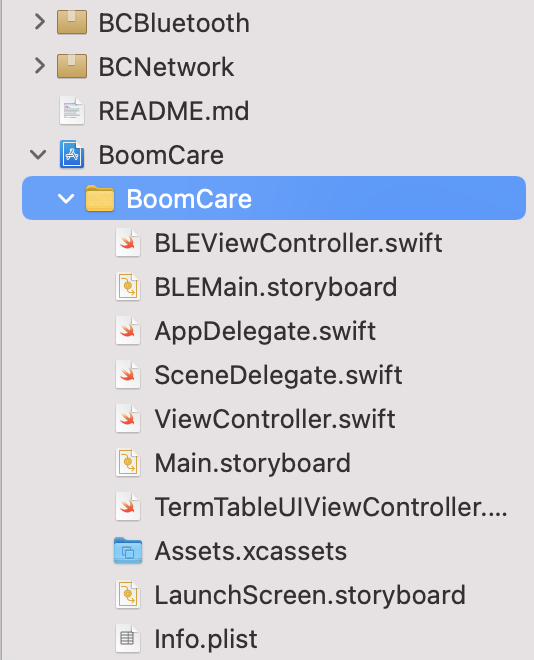 BCBluetooth
BCNetwork
README.md
BoomCare
BoomCare
BLEViewController.swift
BLEMain.storyboard
AppDelegate.swift
SceneDelegate.swift
ViewController.swift
Main.storyboard
TermTableUIViewController....
Assets.xcassets
LaunchScreen.storyboard
Info.plist